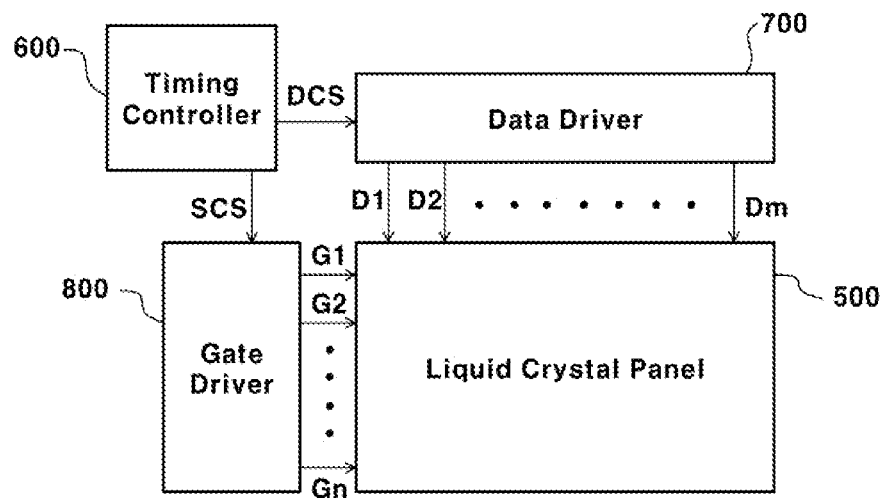 600
Timing
Controller
DCS
700
Data Driver
SCS
D1
D2
Dm
800
Gate
Driver
G1
G2
Gn
Liquid Crystal Panel
500